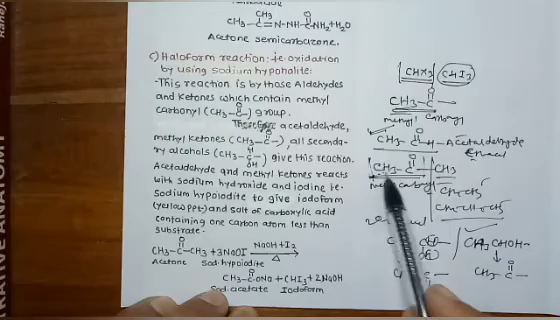 CH₃
O
CH₃-C=N-NH-C-NH₂+H₂O
Acetone semicarbazone.
c) Haloform reaction:- ie. oxidation
by using sodium hypohalite:
-This reaction is by those Aldehydes
and Ketones which contain methyl
O
Carbonyl (CH₃-C-) group.
Therefore acetaldehyde,
O
methyl ketones (CH₃-C-), all seconda-
H
ry alcohols (CH₃-C-) give this reaction.
OH
Acetaldehyde and methyl Ketones reacts
with sodium hydroxide and iodine ie.
Sodium hypoiodite to give iodoform
(yellow ppt) and salt of carboxylic acid
containing one carbon atom less than
substrate.
O
CH₃-C-CH₃ + 3NaOI NaOH+I₂
Δ
Acetone Sod. hypoiodite
O
CH₃-C-ONa + CHI₃ + 2NaOH
Sod. acetate Iodoform
CHX₃ CHI₃
O
CH₃-C-
methyl carbonyl
O
CH₃-C-H-acetaldehyde
O
CH₃-C- CH₃
CH₂CH₃
CHOH-
O
CH₃-C-
ORIGINAL ANATOMY